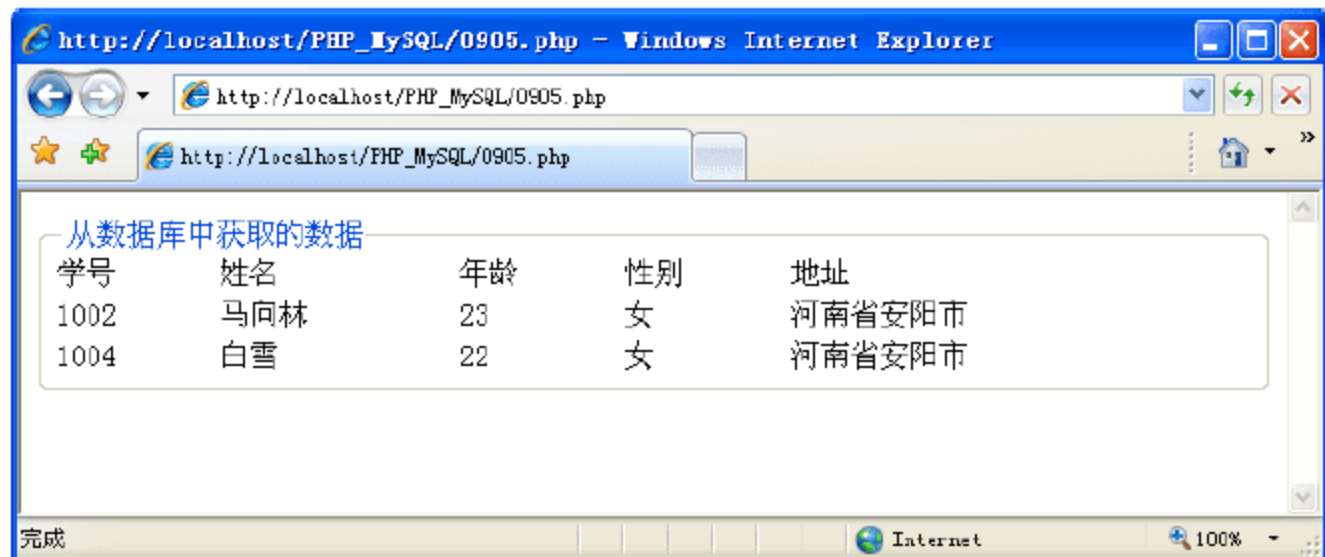 http://localhost/PHP_MySQL/0905.php - Windows Internet Explorer
http://localhost/PHP_MySQL/0905.php
http://localhost/PHP_MySQL/0905.php
»
从数据库中获取的数据
学号 姓名 年龄 性别 地址
1002 马向林 23 女 河南省安阳市
1004 白雪 22 女 河南省安阳市
完成 Internet 100%